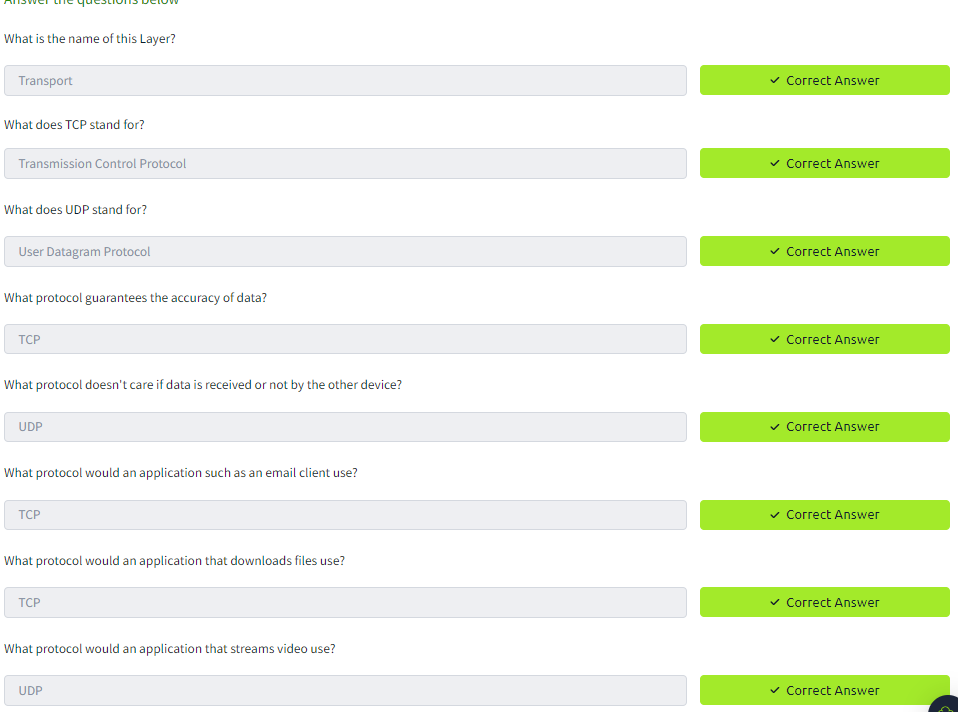 Answer the questions below
What is the name of this Layer?
Transport
✓ Correct Answer
What does TCP stand for?
Transmission Control Protocol
✓ Correct Answer
What does UDP stand for?
User Datagram Protocol
✓ Correct Answer
What protocol guarantees the accuracy of data?
TCP
✓ Correct Answer
What protocol doesn't care if data is received or not by the other device?
UDP
✓ Correct Answer
What protocol would an application such as an email client use?
TCP
✓ Correct Answer
What protocol would an application that downloads files use?
TCP
✓ Correct Answer
What protocol would an application that streams video use?
UDP
✓ Correct Answer